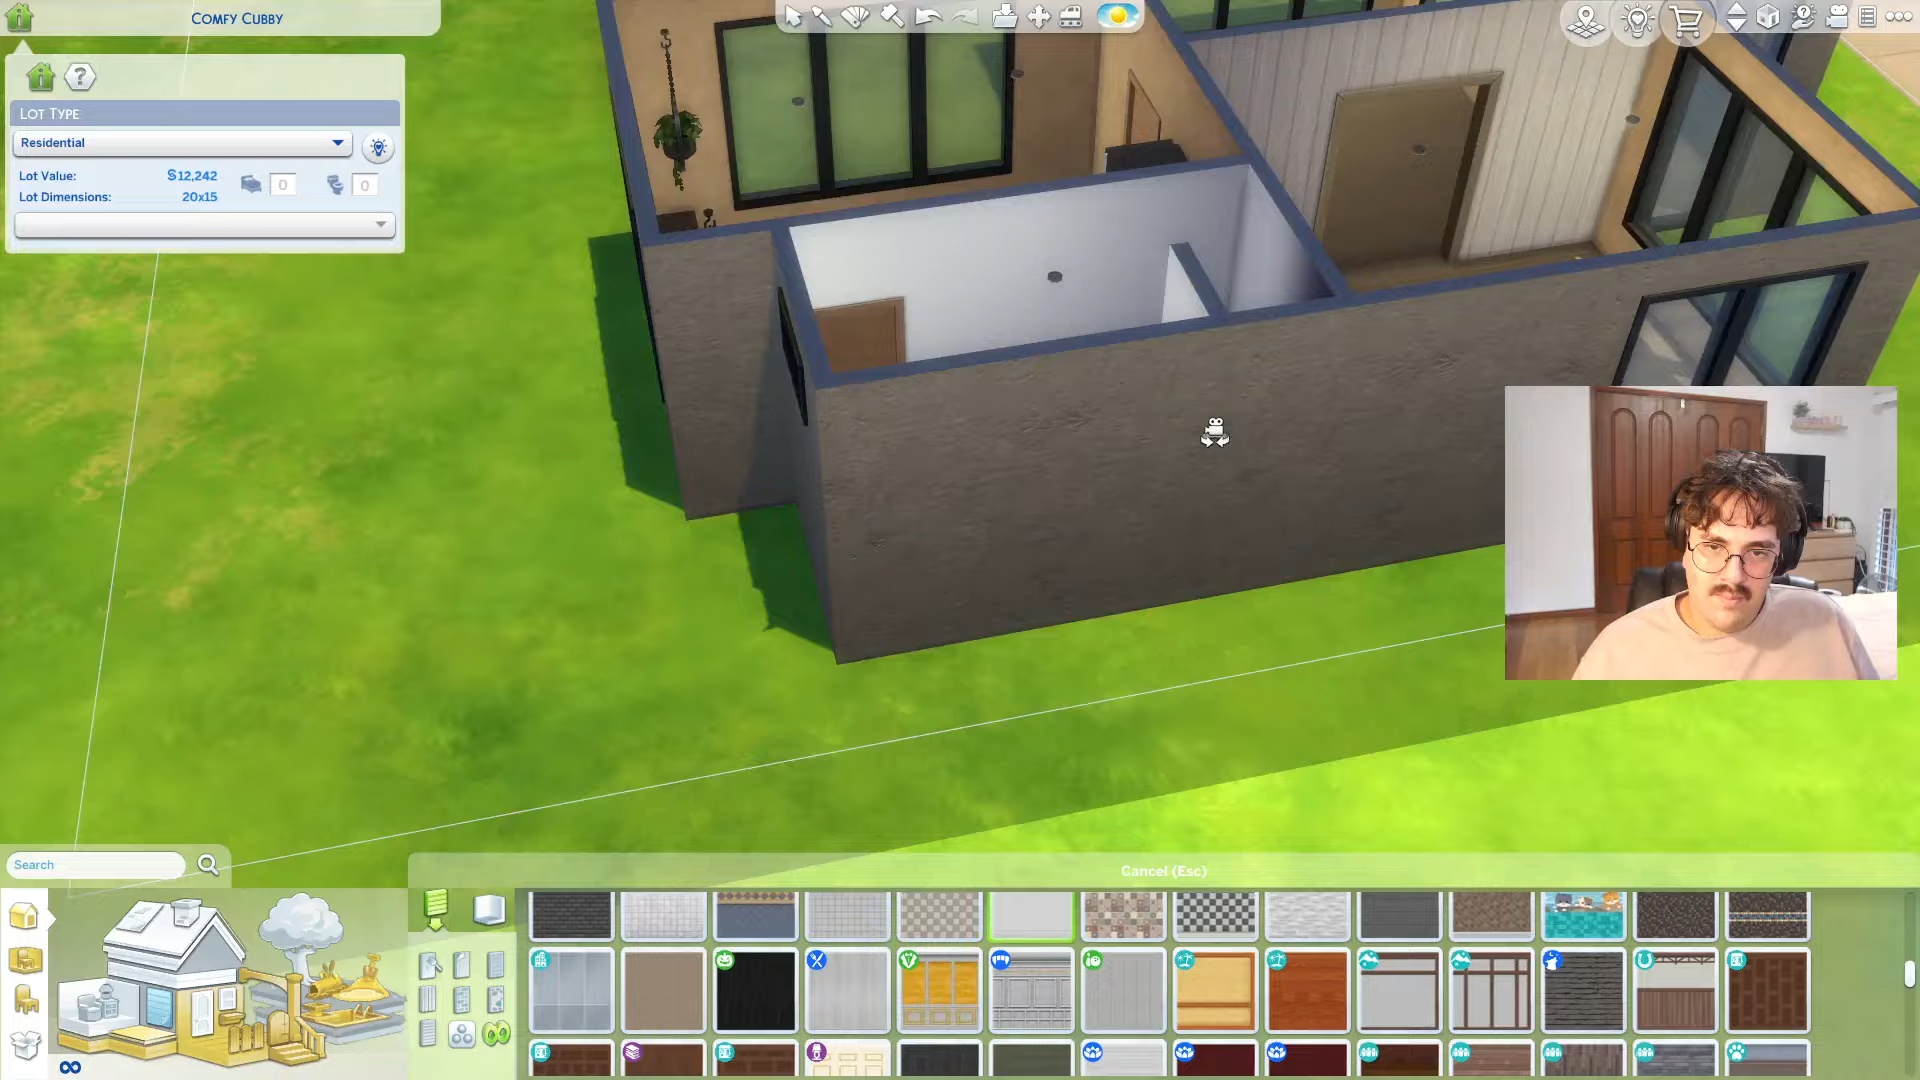 COMFY CUBBY
LOT TYPE
Residential
Lot Value:
§12,242
0
0
Lot Dimensions:
20x15
Search
Cancel (Esc)